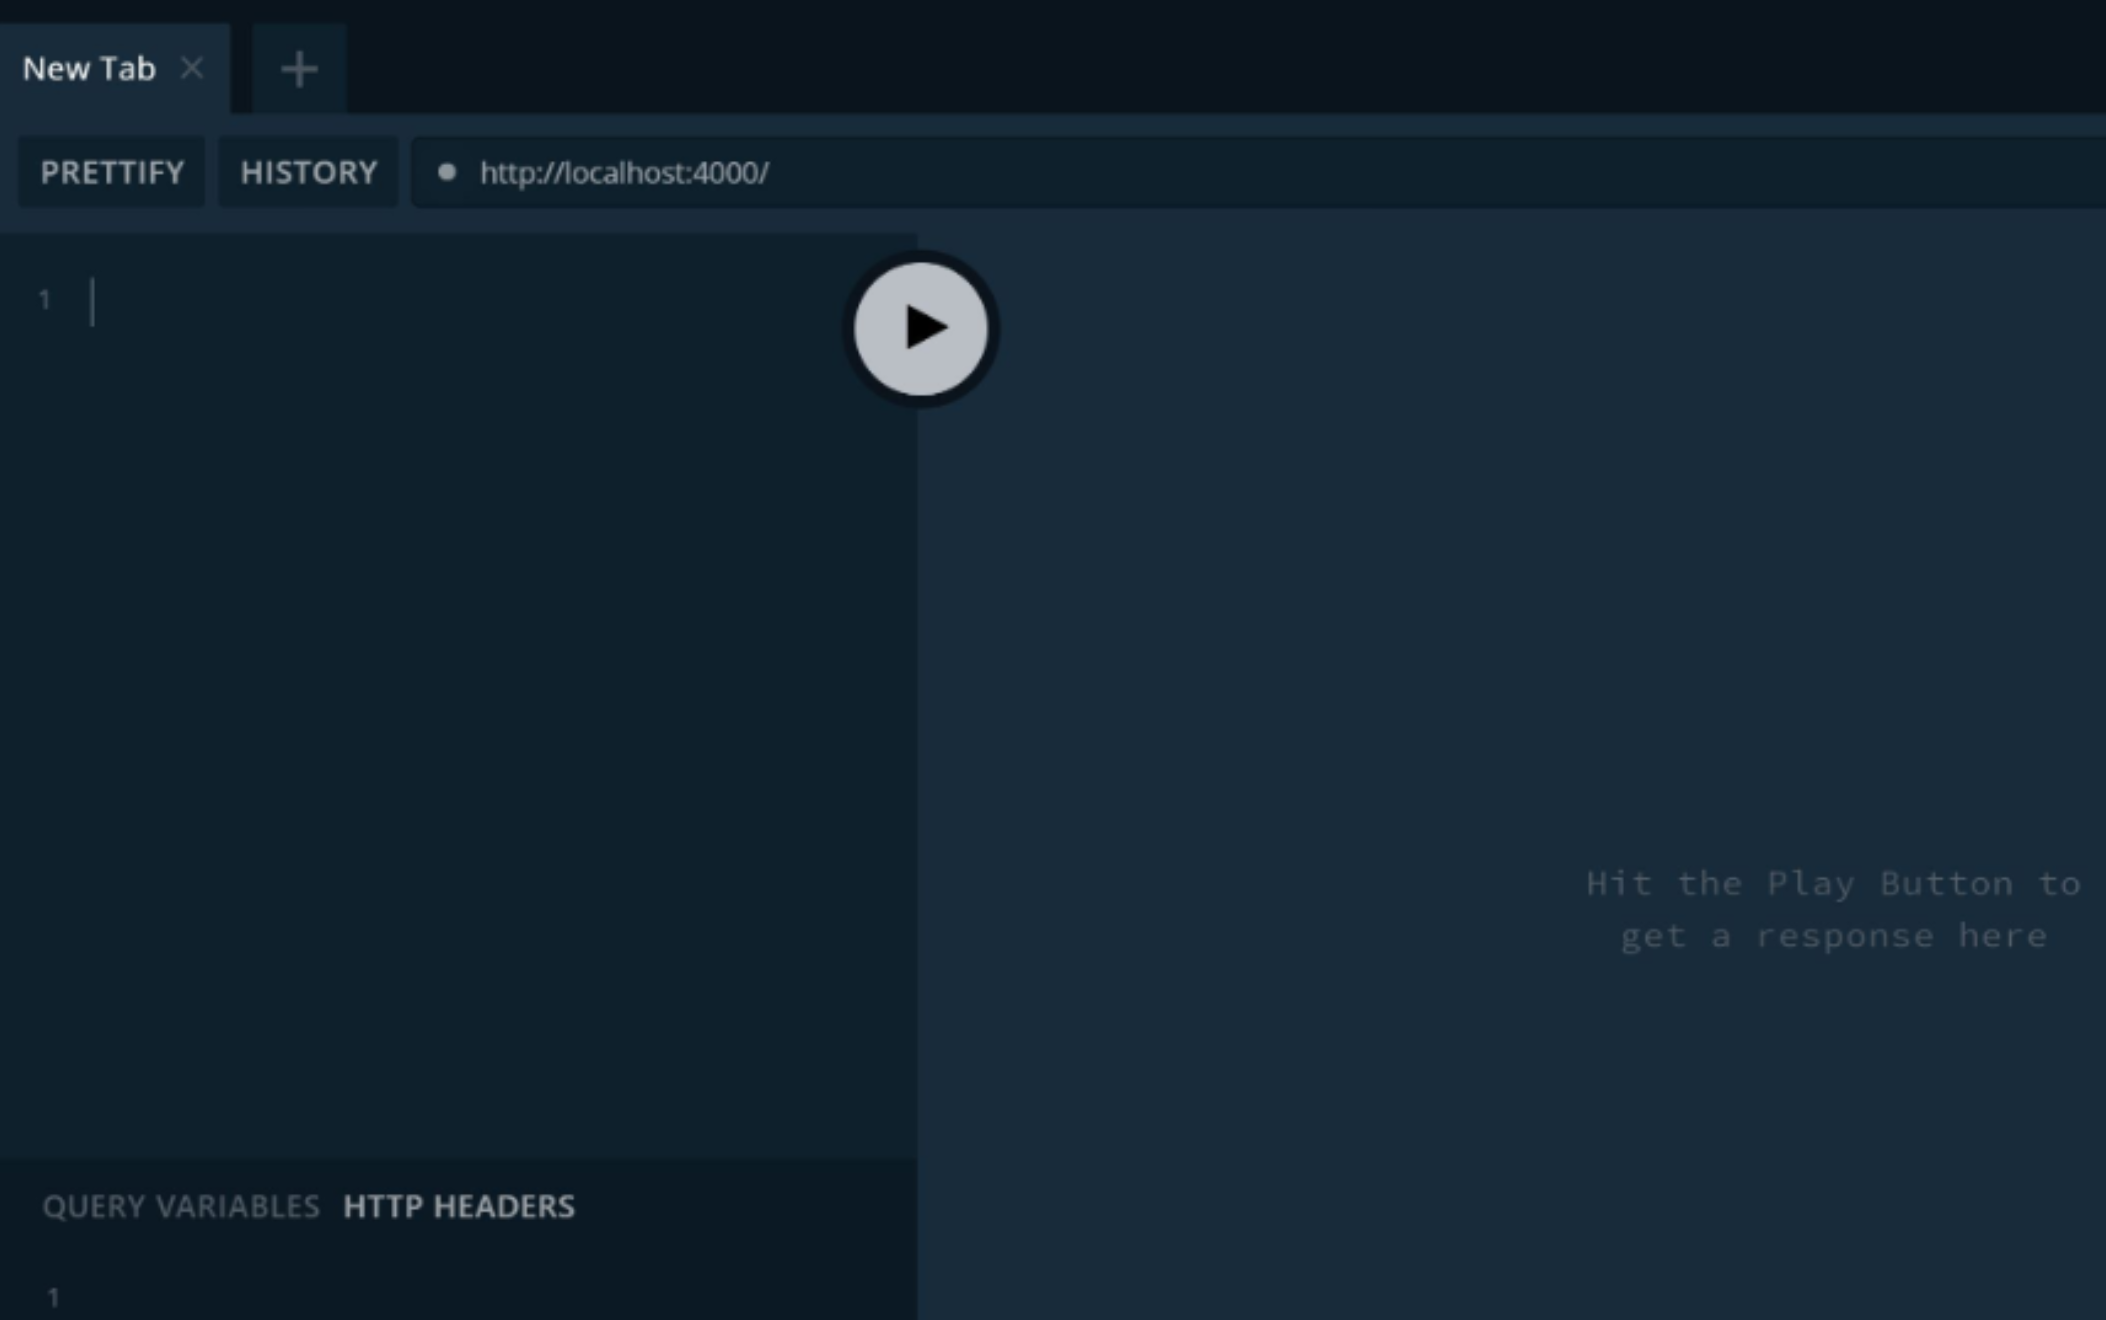 New Tab
PRETTIFY HISTORY http://localhost:4000/
1
Hit the Play Button to
get a response here
QUERY VARIABLES HTTP HEADERS
1